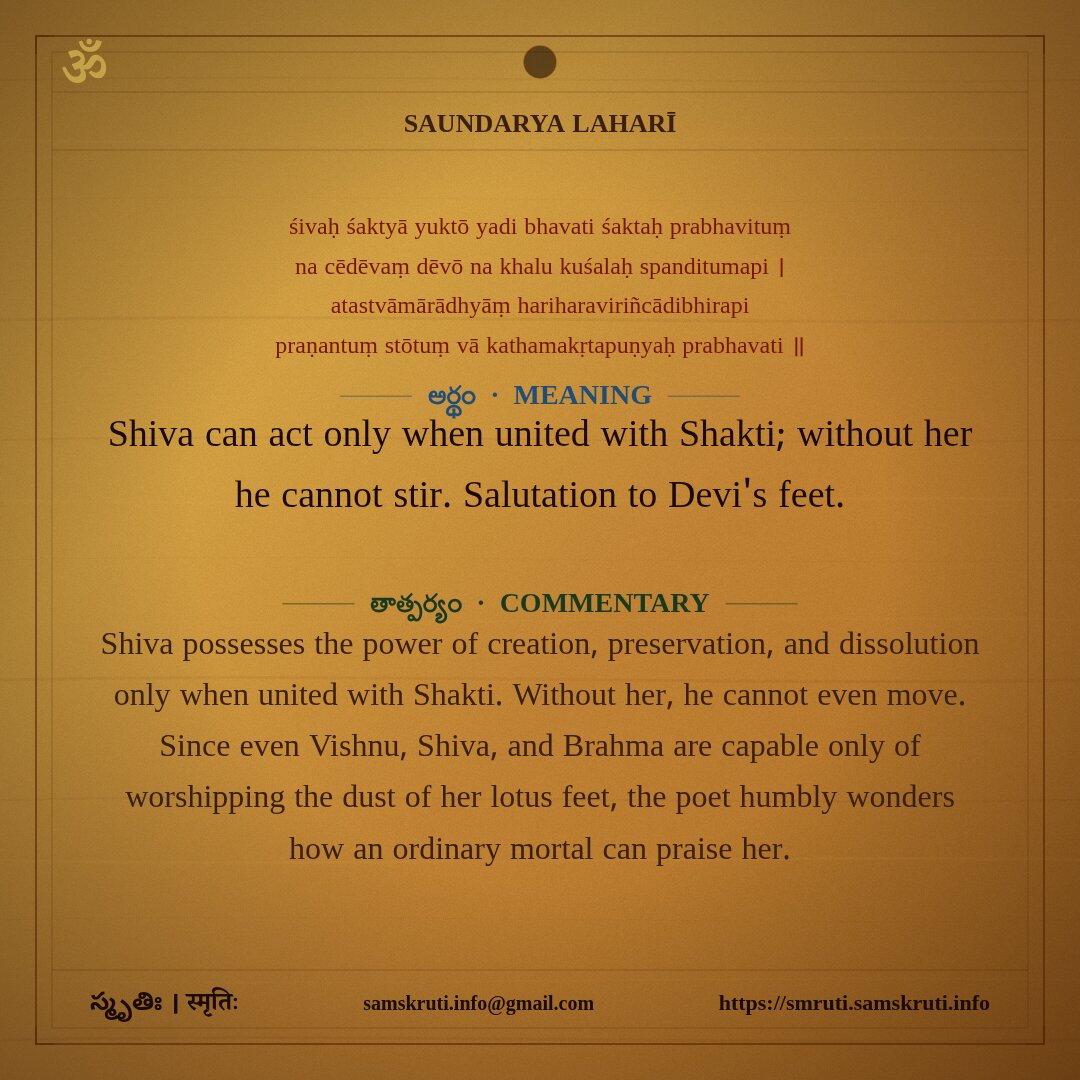 ॐ
SAUNDARYA LAHARĪ
śivaḥ śaktyā yuktō yadi bhavati śaktaḥ prabhavituṃ
na cēdēvaṃ dēvō na khalu kuśalaḥ spanditumapi |
atastvāmārādhyāṃ hariharaviriñcādibhirapi
praṇantuṃ stōtuṃ vā kathamakṛtapuṇyaḥ prabhavati ||
అర్థం · MEANING
Shiva can act only when united with Shakti; without her
he cannot stir. Salutation to Devi's feet.
తాత్పర్యం · COMMENTARY
Shiva possesses the power of creation, preservation, and dissolution
only when united with Shakti. Without her, he cannot even move.
Since even Vishnu, Shiva, and Brahma are capable only of
worshipping the dust of her lotus feet, the poet humbly wonders
how an ordinary mortal can praise her.
స్మృతిః | स्मृतिः samskruti.info@gmail.com https://smruti.samskruti.info